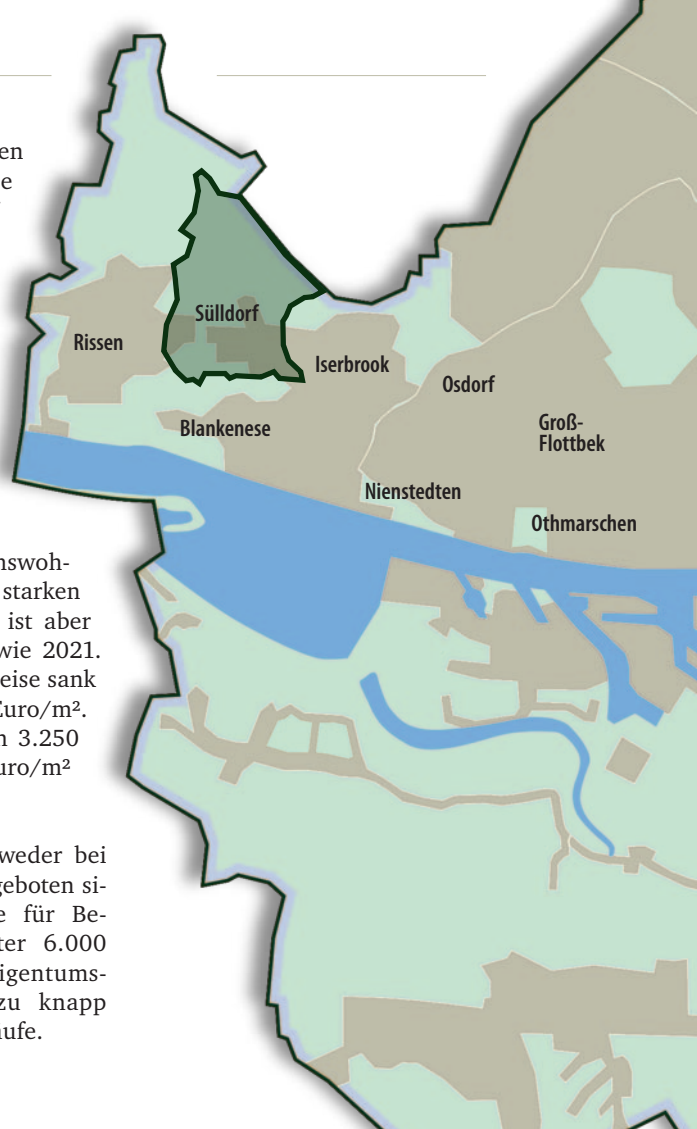 en
e
Sülldorf
Rissen
Iserbrook
Osdorf
Blankenese
Groß-
Flottbek
Nienstedten
Othmarschen
nswoh-
starken
ist aber
wie 2021.
eise sank
Euro/m².
n 3.250
uro/m²
weder bei
geboten si-
e für Be-
ter 6.000
igentums-
zu knapp
ufe.